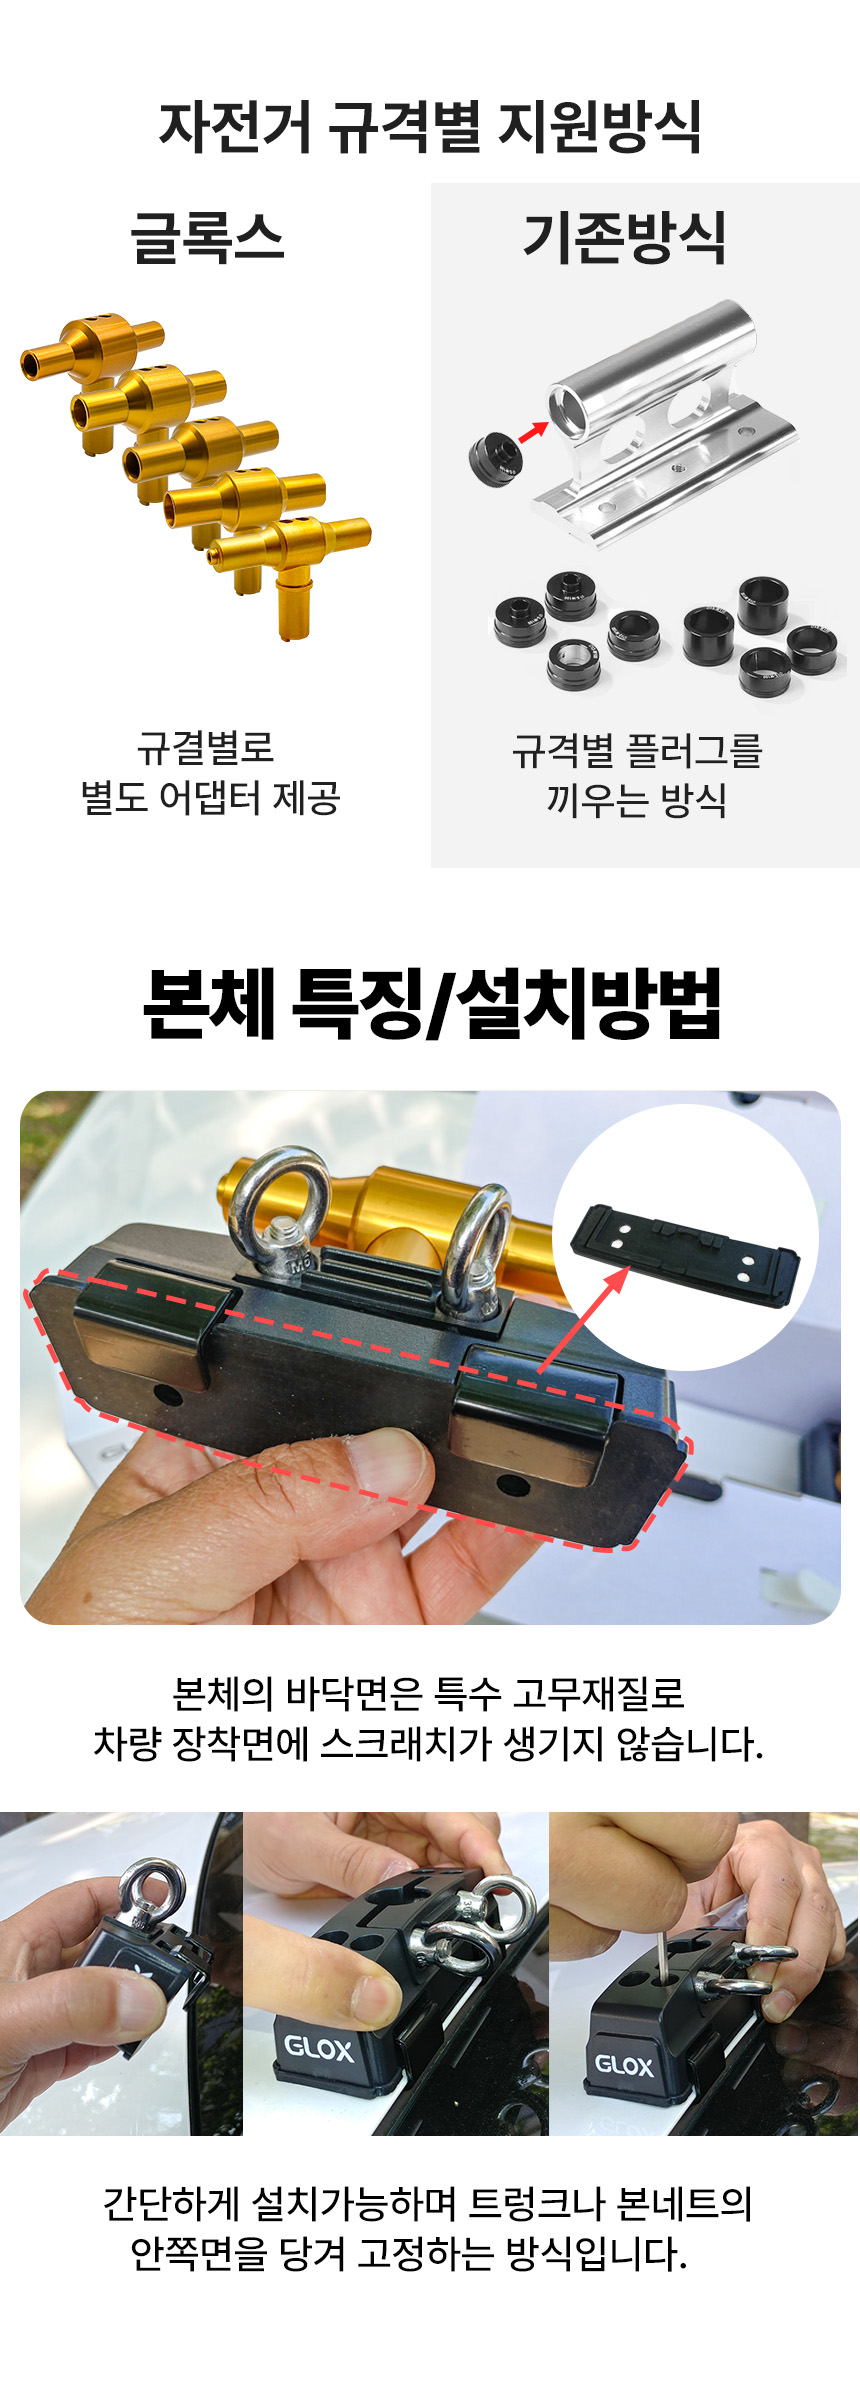 자전거 규격별 지원방식
글록스
기존방식
규결별로
별도 어댑터 제공
규격별 플러그를
끼우는 방식
본체 특징/설치방법
M6
본체의 바닥면은 특수 고무재질로
차량 장착면에 스크래치가 생기지 않습니다.
GLOX
GLOX
간단하게 설치가능하며 트렁크나 본네트의
안쪽면을 당겨 고정하는 방식입니다.